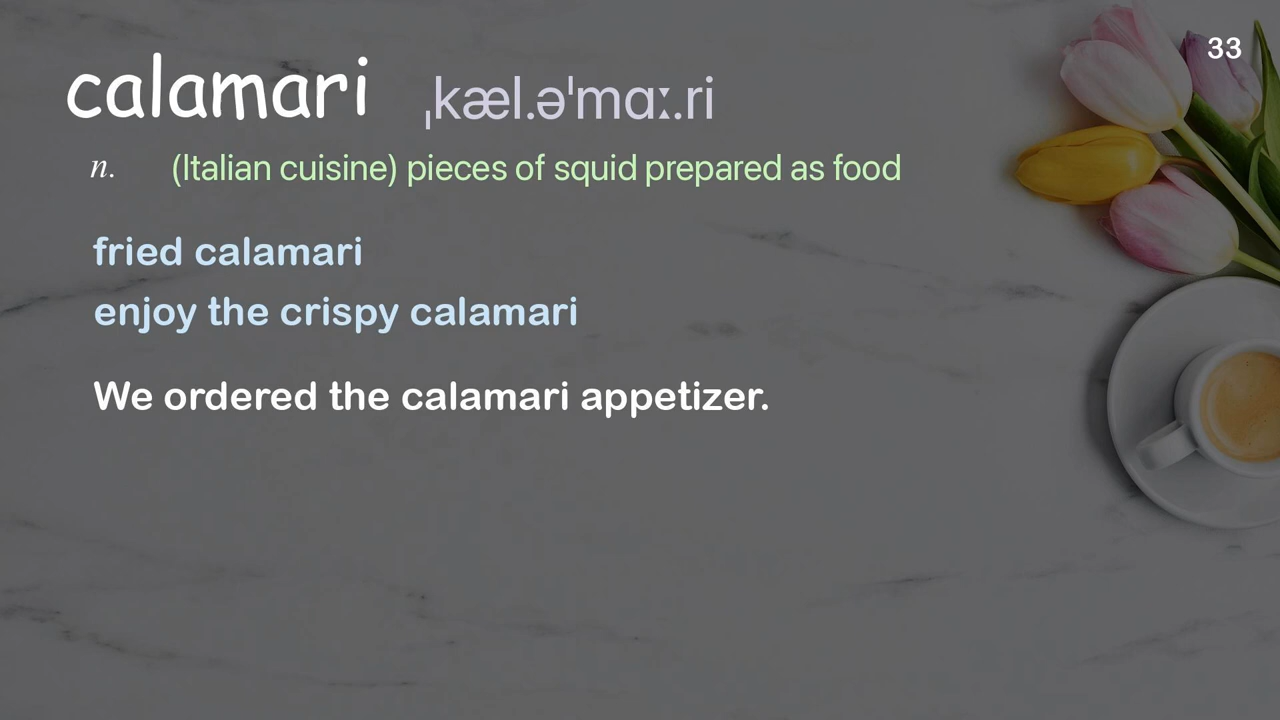 33
calamari ˌkæl.əˈmɑː.ri
n. (Italian cuisine) pieces of squid prepared as food
fried calamari
enjoy the crispy calamari
We ordered the calamari appetizer.